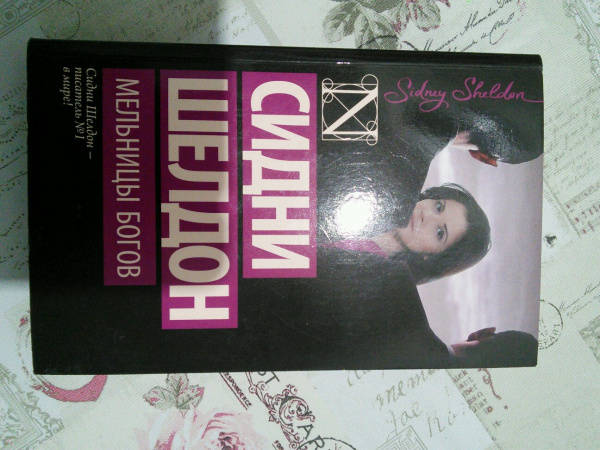 Sidney Sheldon
N
СИДНИ
ШЕЛДОН
МЕЛЬНИЦЫ БОГОВ
Сидни Шелдон –
писатель №1
в мире!